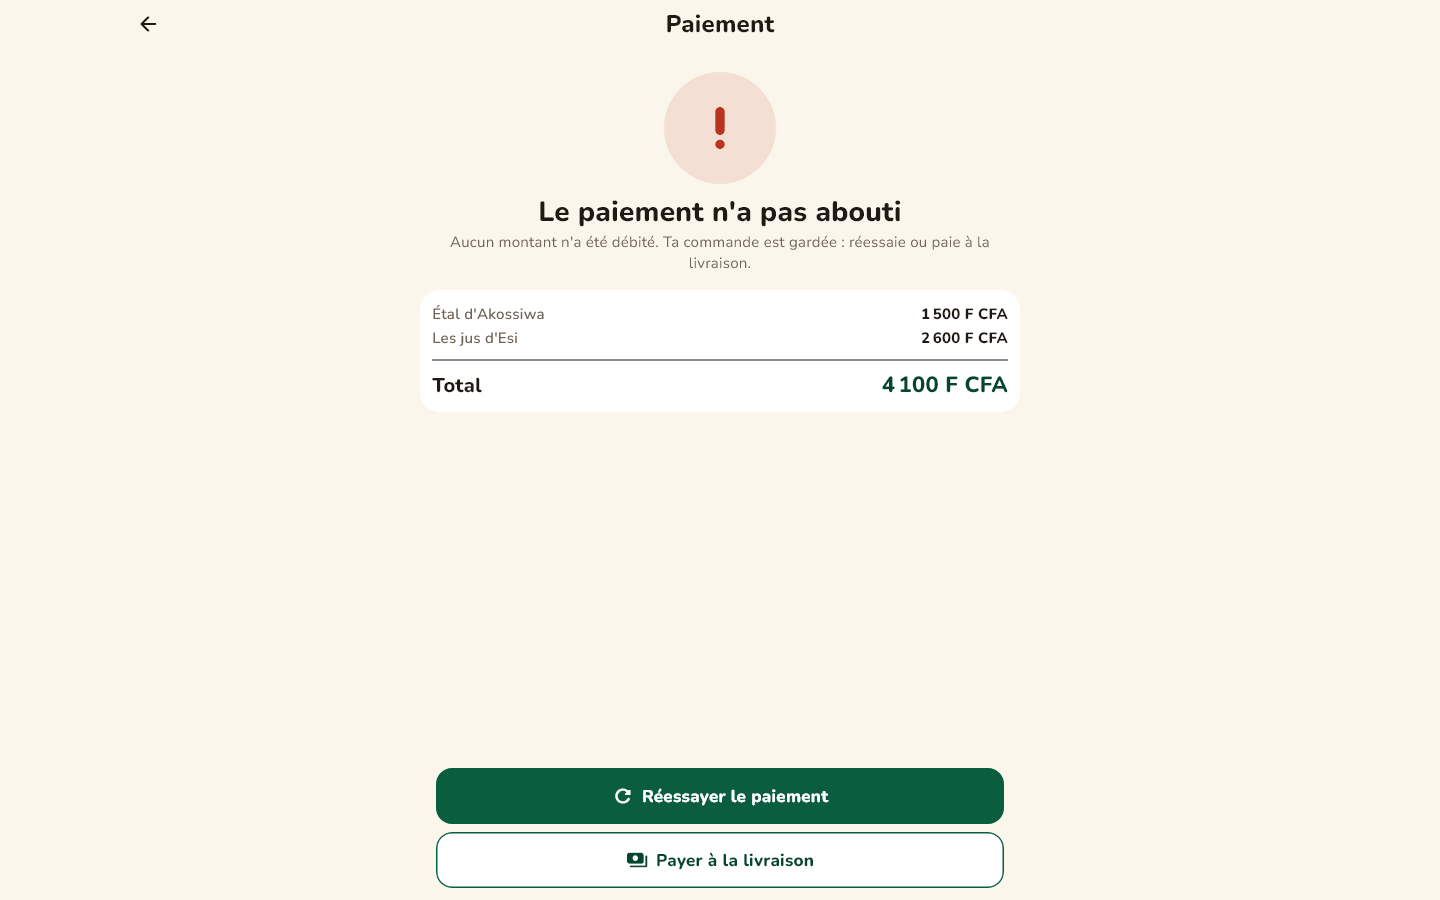 Paiement
Le paiement n'a pas abouti
Aucun montant n'a été débité. Ta commande est gardée : réessaie ou paie à la
livraison.
Étal d'Akossiwa 1 500 F CFA
Les jus d'Esi 2 600 F CFA
Total 4 100 F CFA
Réessayer le paiement
Payer à la livraison